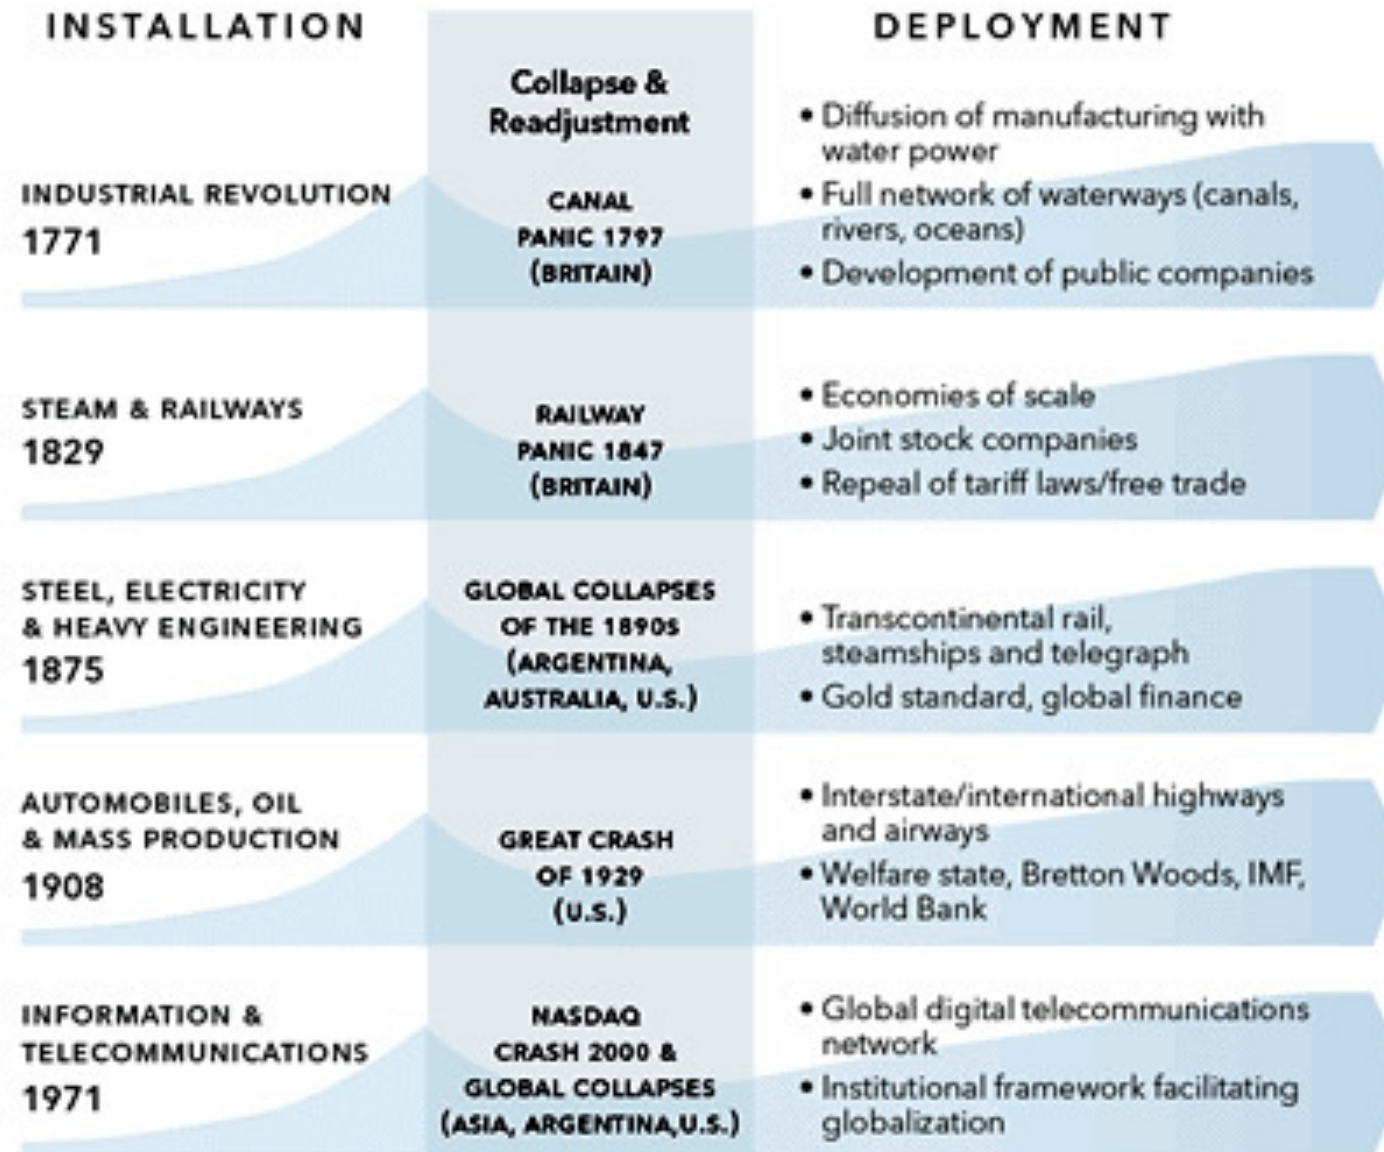 INSTALLATION
DEPLOYMENT
Collapse &
Readjustment
INDUSTRIAL REVOLUTION
1771
CANAL
PANIC 1797
(BRITAIN)
• Diffusion of manufacturing with
water power
• Full network of waterways (canals,
rivers, oceans)
• Development of public companies
STEAM & RAILWAYS
1829
RAILWAY
PANIC 1847
(BRITAIN)
• Economies of scale
• Joint stock companies
• Repeal of tariff laws/free trade
STEEL, ELECTRICITY
& HEAVY ENGINEERING
1875
GLOBAL COLLAPSES
OF THE 1890S
(ARGENTINA,
AUSTRALIA, U.S.)
• Transcontinental rail,
steamships and telegraph
• Gold standard, global finance
AUTOMOBILES, OIL
& MASS PRODUCTION
1908
GREAT CRASH
OF 1929
(U.S.)
• Interstate/international highways
and airways
• Welfare state, Bretton Woods, IMF,
World Bank
INFORMATION &
TELECOMMUNICATIONS
1971
NASDAQ
CRASH 2000 &
GLOBAL COLLAPSES
(ASIA, ARGENTINA,U.S.)
• Global digital telecommunications
network
• Institutional framework facilitating
globalization